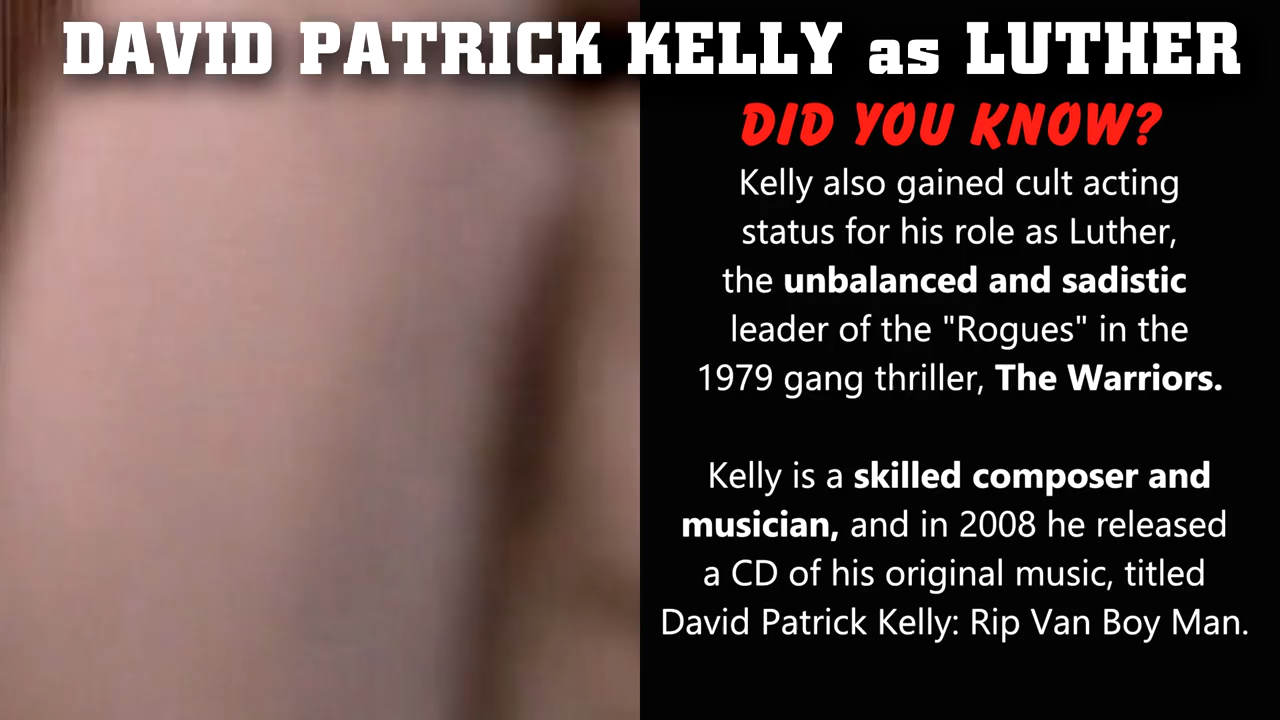 DAVID PATRICK KELLY as LUTHER
DID YOU KNOW?
Kelly also gained cult acting
status for his role as Luther,
the unbalanced and sadistic
leader of the "Rogues" in the
1979 gang thriller, The Warriors.
Kelly is a skilled composer and
musician, and in 2008 he released
a CD of his original music, titled
David Patrick Kelly: Rip Van Boy Man.